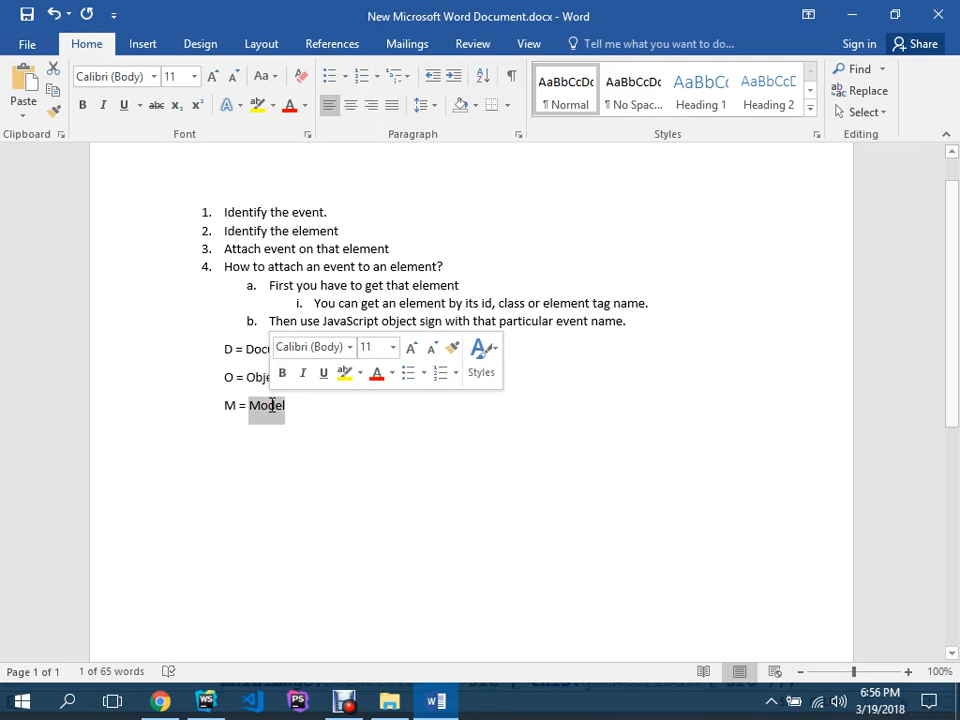 New Microsoft Word Document.docx - Word
File Home Insert Design Layout References Mailings Review View Tell me what you want to do... Sign in Share
Paste Calibri (Body) 11 Aa AaBbCcDc AaBbCcDc AaBbCc AaBbCcD Find
B I U abc x₂ x² A A ¶ Normal ¶ No Spac... Heading 1 Heading 2 Replace
Select
Clipboard Font Paragraph Styles Editing
1. Identify the event.
2. Identify the element
3. Attach event on that element
4. How to attach an event to an element?
a. First you have to get that element
i. You can get an element by its id, class or element tag name.
b. Then use JavaScript object sign with that particular event name.
D = Docu
Calibri (Body) 11
O = Obje
B I U A Styles
M = Model
Page 1 of 1 1 of 65 words 100%
6:56 PM
3/19/2018